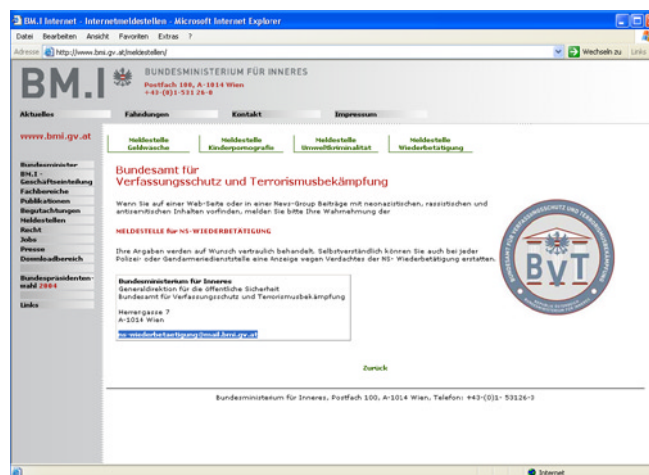 BM.I Internet - Internetmeldestellen - Microsoft Internet Explorer
Datei Bearbeiten Ansicht Favoriten Extras ?
Adresse http://www.bmi.gv.at/meldestellen/ Wechseln zu Links
BM.I
BUNDESMINISTERIUM FÜR INNERES
Postfach 100, A-1014 Wien
+43-(0)1-531 26-0
Aktuelles Fahndungen Kontakt Impressum
www.bmi.gv.at
Meldestelle Geldwäsche
Meldestelle Kinderpornografie
Meldestelle Umweltkriminalität
Meldestelle Wiederbetätigung
Bundesminister
BM.I -
Geschäftseinteilung
Fachbereiche
Publikationen
Begutachtungen
Meldestellen
Recht
Jobs
Presse
Downloadbereich
Bundespräsidenten-
wahl 2004
Links
Bundesamt für
Verfassungsschutz und Terrorismusbekämpfung
Wenn Sie auf einer Web-Seite oder in einer News-Group Beiträge mit neonazistischen, rassistischen und
antisemitischen Inhalten vorfinden, melden Sie bitte Ihre Wahrnehmung der
MELDESTELLE für NS-WIEDERBETÄTIGUNG
Ihre Angaben werden auf Wunsch vertraulich behandelt. Selbstverständlich können Sie auch bei jeder
Polizei- oder Gendarmeriedienststelle eine Anzeige wegen Verdachtes der NS- Wiederbetätigung erstatten.
Bundesministerium für Inneres
Generaldirektion für die öffentliche Sicherheit
Bundesamt für Verfassungsschutz und Terrorismusbekämpfung
Herrengasse 7
A-1014 Wien
ns-wiederbetaetigung@mail.bmi.gv.at
BUNDESAMT FÜR VERFASSUNGSSCHUTZ UND TERRORISMUSBEKÄMPFUNG
BVT
REPUBLIK ÖSTERREICH
BUNDESMINISTERIUM FÜR INNERES
Zurück
Bundesministerium für Inneres, Postfach 100, A-1014 Wien, Telefon: +43-(0)1- 53126-0
Internet